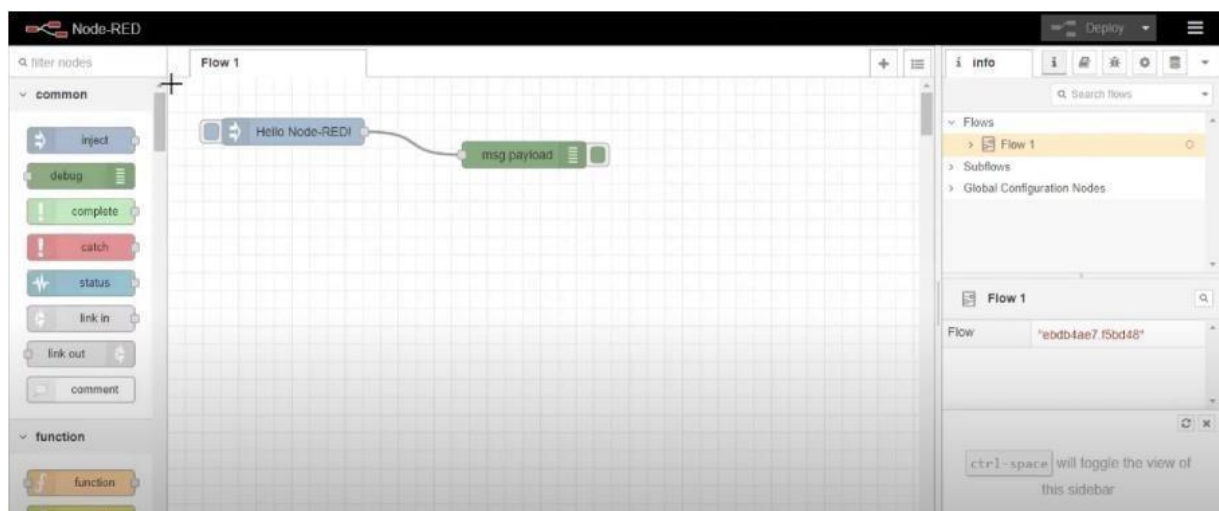 Node-RED
Deploy
filter nodes
Flow 1
info
common
Search flows
inject
Hello Node-RED!
Flows
debug
msg.payload
Flow 1
complete
Subflows
Global Configuration Nodes
catch
status
link in
Flow 1
link out
Flow
"ebdb4ae7.f5bd48"
comment
function
ctrl-space will toggle the view of
this sidebar
function